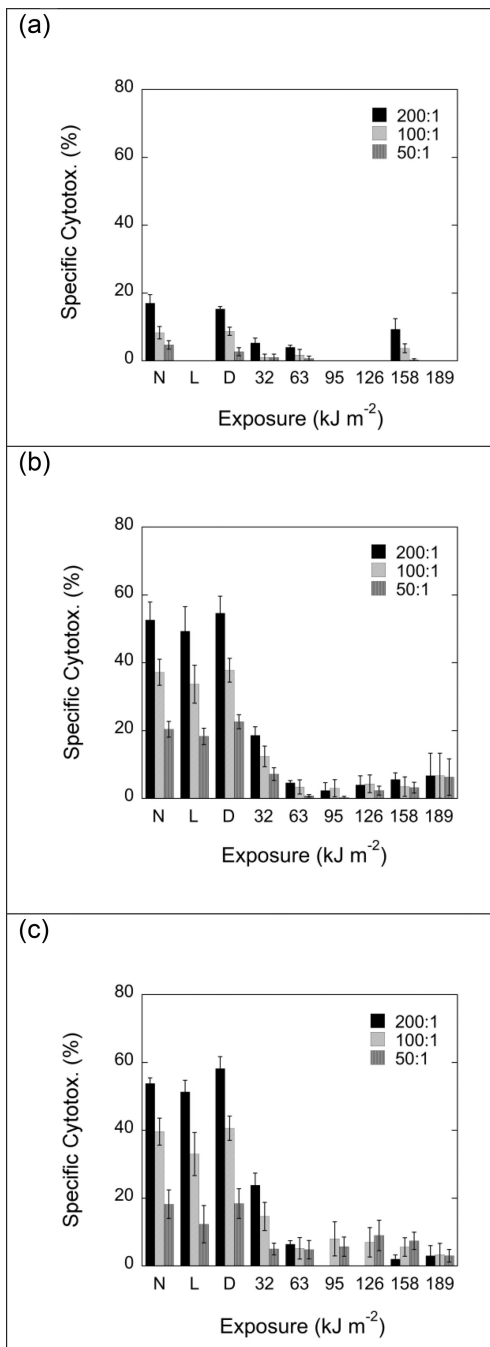 (a)
80
60
40
20
0
Specific Cytotox. (%)
200:1
100:1
50:1
N L D 32 63 95 126 158 189
Exposure (kJ m⁻²)
(b)
80
60
40
20
0
Specific Cytotox. (%)
200:1
100:1
50:1
N L D 32 63 95 126 158 189
Exposure (kJ m⁻²)
(c)
80
60
40
20
0
Specific Cytotox. (%)
200:1
100:1
50:1
N L D 32 63 95 126 158 189
Exposure (kJ m⁻²)